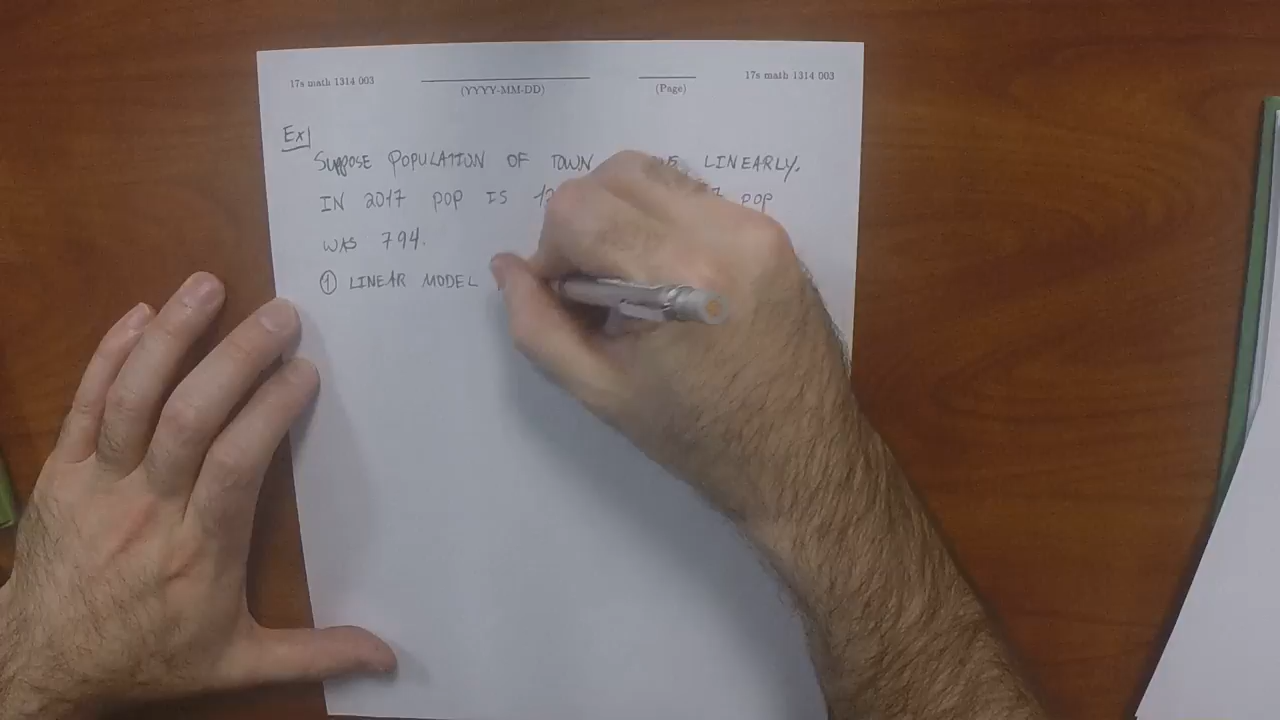 17s math 1314 003 (YYYY-MM-DD) (Page) 17s math 1314 003
Ex
SUPPOSE POPULATION OF TOWN LINEARLY.
IN 2017 POP IS POP
WAS 794.
① LINEAR MODEL